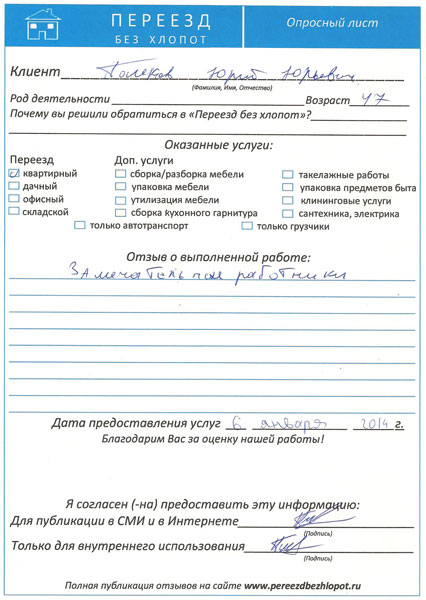 ПЕРЕЕЗД
БЕЗ ХЛОПОТ
Опросный лист
Клиент Юрий Юрьевич
(Фамилия, Имя, Отчество)
Род деятельности Возраст 47
Почему вы решили обратиться в «Переезд без хлопот»?
Оказанные услуги:
Переезд Доп. услуги
квартирный сборка/разборка мебели такелажные работы
дачный упаковка мебели упаковка предметов быта
офисный утилизация мебели клининговые услуги
складской сборка кухонного гарнитура сантехника, электрика
только автотранспорт только грузчики
Отзыв о выполненной работе:
Замечательные работники
Дата предоставления услуг 6 января 2014 г.
Благодарим Вас за оценку нашей работы!
Я согласен (-на) предоставить эту информацию:
Для публикации в СМИ и в Интернете
(Подпись)
Только для внутреннего использования
(Подпись)
Полная публикация отзывов на сайте www.pereezdbezhlopot.ru